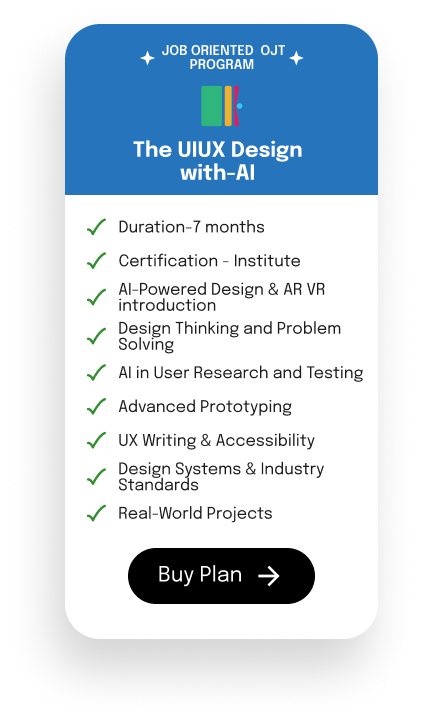 JOB ORIENTED  OJT
PROGRAM
The UIUX Design
with-AI
Duration-7 months
Certification - Institute
AI-Powered Design & AR VR
introduction
Design Thinking and Problem
Solving
AI in User Research and Testing
Advanced Prototyping
UX Writing & Accessibility
Design Systems & Industry
Standards
Real-World Projects
Buy Plan